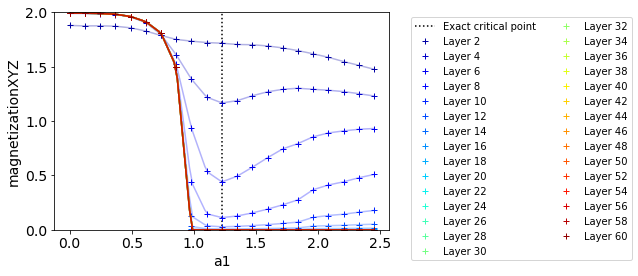 2.0
1.5
1.0
0.5
0.0
magnetizationXYZ
0.0 0.5 1.0 1.5 2.0 2.5
a1
Exact critical point
Layer 2
Layer 4
Layer 6
Layer 8
Layer 10
Layer 12
Layer 14
Layer 16
Layer 18
Layer 20
Layer 22
Layer 24
Layer 26
Layer 28
Layer 30
Layer 32
Layer 34
Layer 36
Layer 38
Layer 40
Layer 42
Layer 44
Layer 46
Layer 48
Layer 50
Layer 52
Layer 54
Layer 56
Layer 58
Layer 60